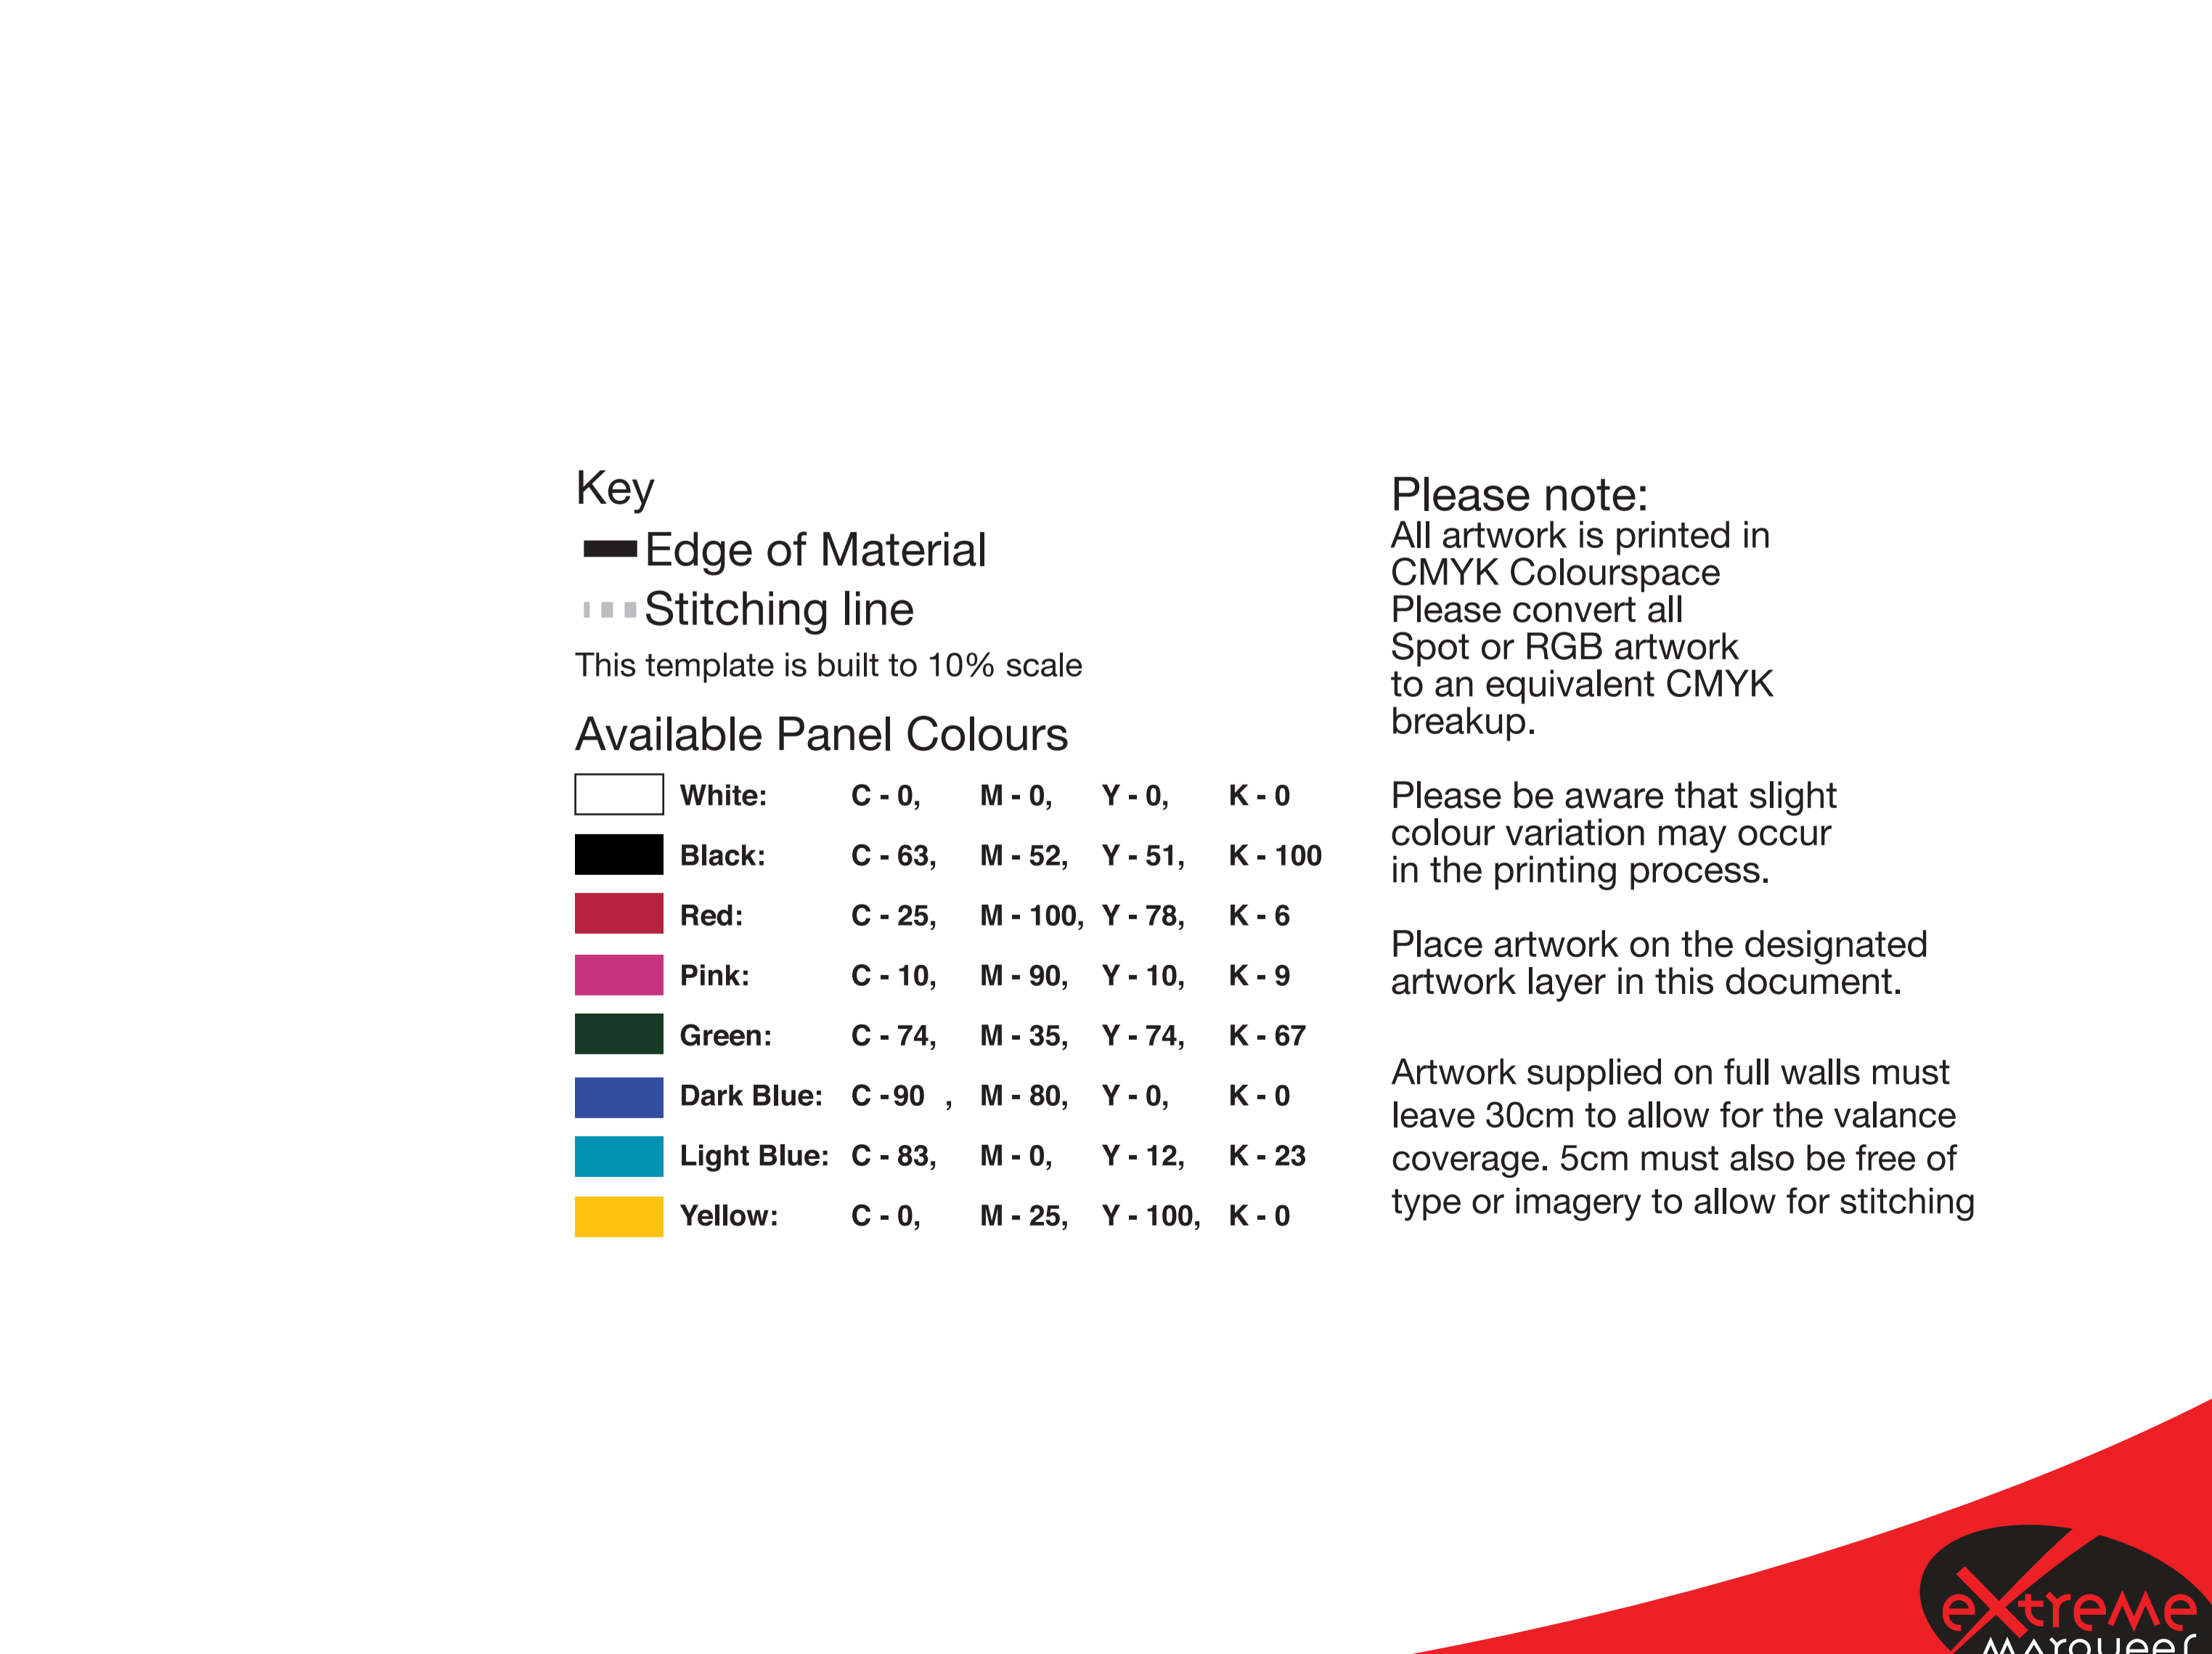 Key
Edge of Material
Stitching line
This template is built to 10% scale
Available Panel Colours
White: C - 0, M - 0, Y - 0, K - 0
Black: C - 63, M - 52, Y - 51, K - 100
Red: C - 25, M - 100, Y - 78, K - 6
Pink: C - 10, M - 90, Y - 10, K - 9
Green: C - 74, M - 35, Y - 74, K - 67
Dark Blue: C -90 , M - 80, Y - 0, K - 0
Light Blue: C - 83, M - 0, Y - 12, K - 23
Yellow: C - 0, M - 25, Y - 100, K - 0
Please note:
All artwork is printed in
CMYK Colourspace
Please convert all
Spot or RGB artwork
to an equivalent CMYK
breakup.
Please be aware that slight
colour variation may occur
in the printing process.
Place artwork on the designated
artwork layer in this document.
Artwork supplied on full walls must
leave 30cm to allow for the valance
coverage. 5cm must also be free of
type or imagery to allow for stitching
eXtreMe
MArqueeS